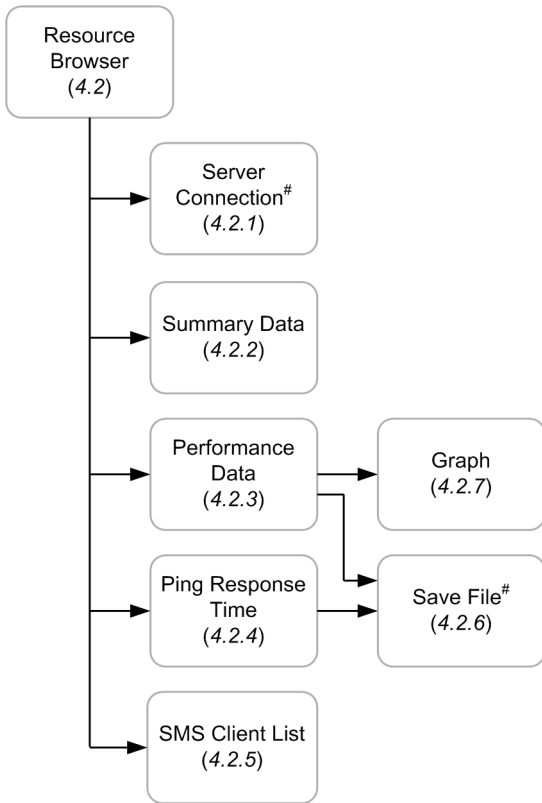 Resource
Browser
(4.2)
Server
Connection#
(4.2.1)
Summary Data
(4.2.2)
Performance
Data
(4.2.3)
Graph
(4.2.7)
Ping Response
Time
(4.2.4)
Save File#
(4.2.6)
SMS Client List
(4.2.5)